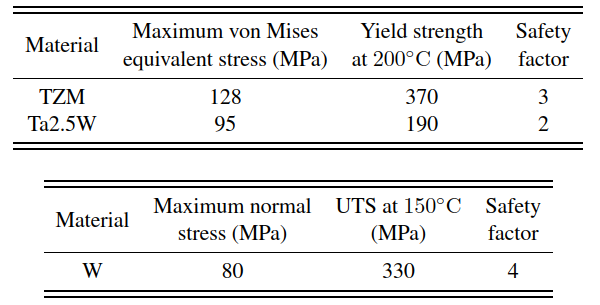 Material Maximum von Mises equivalent stress (MPa) Yield strength at 200°C (MPa) Safety factor
TZM 128 370 3
Ta2.5W 95 190 2
Material Maximum normal stress (MPa) UTS at 150°C (MPa) Safety factor
W 80 330 4